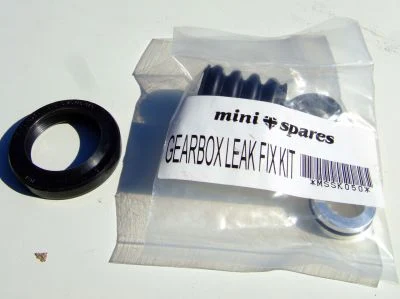 mini spares
GEARBOX LEAK FIX KIT
*MSSK050*